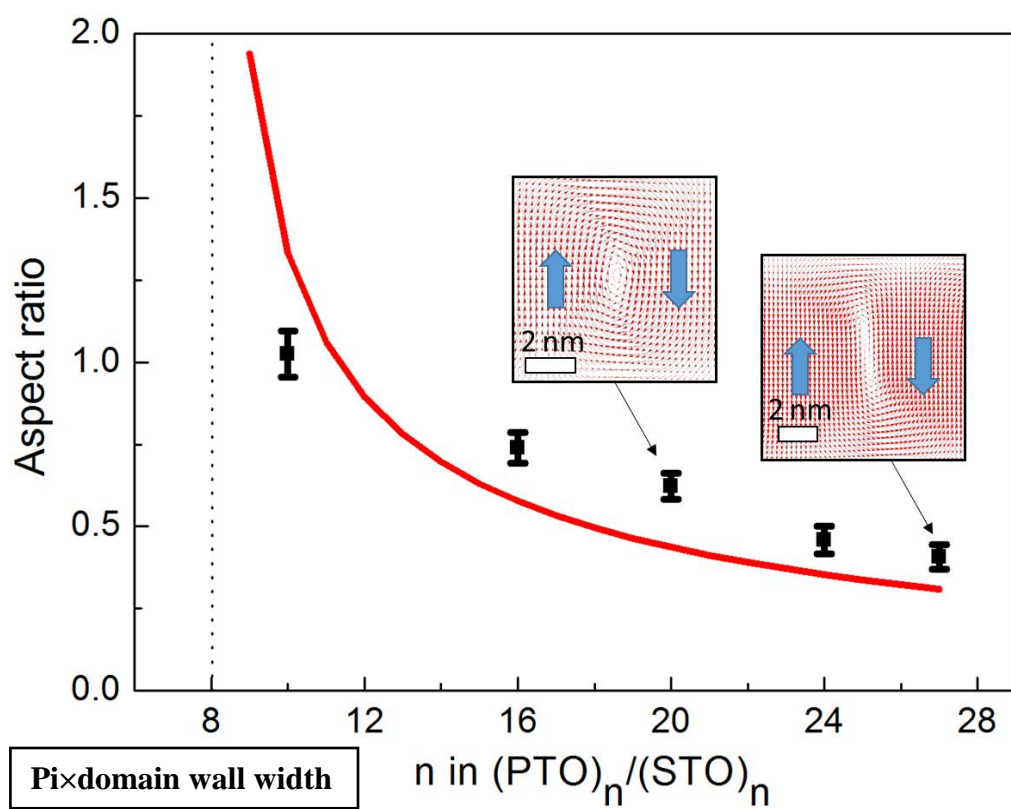 2.0
1.5
1.0
0.5
0.0
Aspect ratio
2 nm
2 nm
8
12
16
20
24
28
Pi×domain wall width
n in (PTO)n/(STO)n